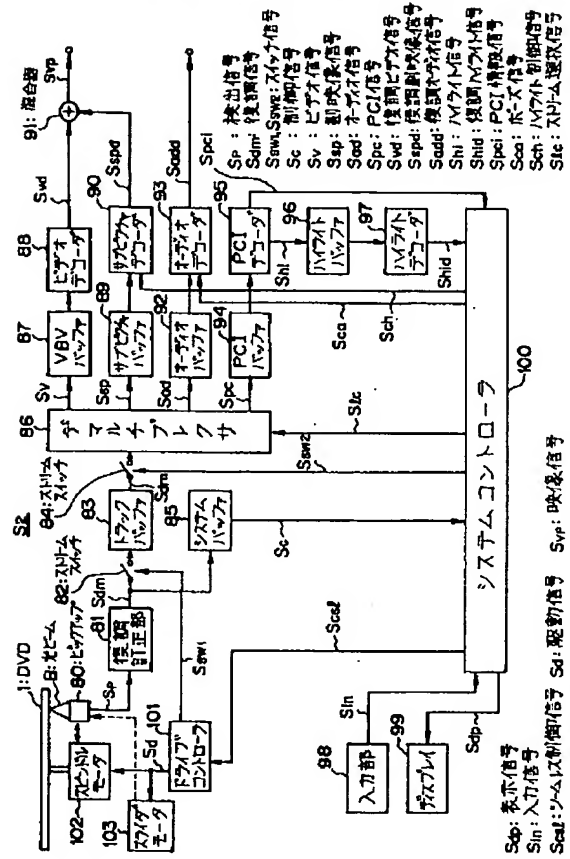 S2
1:DVD
B:光ビーム
80:ピックアップ
SP
102
スピンドル
モータ
103
スライダ
モータ
Sd
101
ドライブ
コントローラ
81
復調
訂正部
Sdm
82:ストリーム
スイッチ
Ssw1
83
トラック
バッファ
84:ストリーム
スイッチ
Sdm
85
システム
バッファ
Sc
Ssw2
86
デマルチプレクサ
Sv
Ssp
Sad
Spc
Slc
87
VBV
バッファ
88
ビデオ
デコーダ
Svd
91:混合器
Svp
89
サブピクチャ
バッファ
90
サブピクチャ
デコーダ
Sspd
92
オーディオ
バッファ
93
オーディオ
デコーダ
Sadd
94
PCI
バッファ
95
PCI
デコーダ
Spci
Shi
96
ハイライト
バッファ
97
ハイライト
デコーダ
Shid
Sch
Sca
Scsl
98
入力部
Sin
99
ディスプレイ
Sdp
100
システムコントローラ
SP:検出信号
Sdm:復調信号
Ssw1,Ssw2:スイッチ信号
Sc:制御信号
Sv:ビデオ信号
Ssp:副映像信号
Sad:オーディオ信号
Spc:PCI信号
Svd:復調ビデオ信号
Sspd:復調副映像信号
Sadd:復調オーディオ信号
Shi:ハイライト信号
Shid:復調ハイライト信号
Spci:PCI情報信号
Sca:ポーズ信号
Sch:ハイライト制御信号
Slc:ストリーム選択信号
Sdp:表示信号
Sin:入力信号
Scsl:シームレス制御信号 Sd:駆動信号 Svp:映像信号